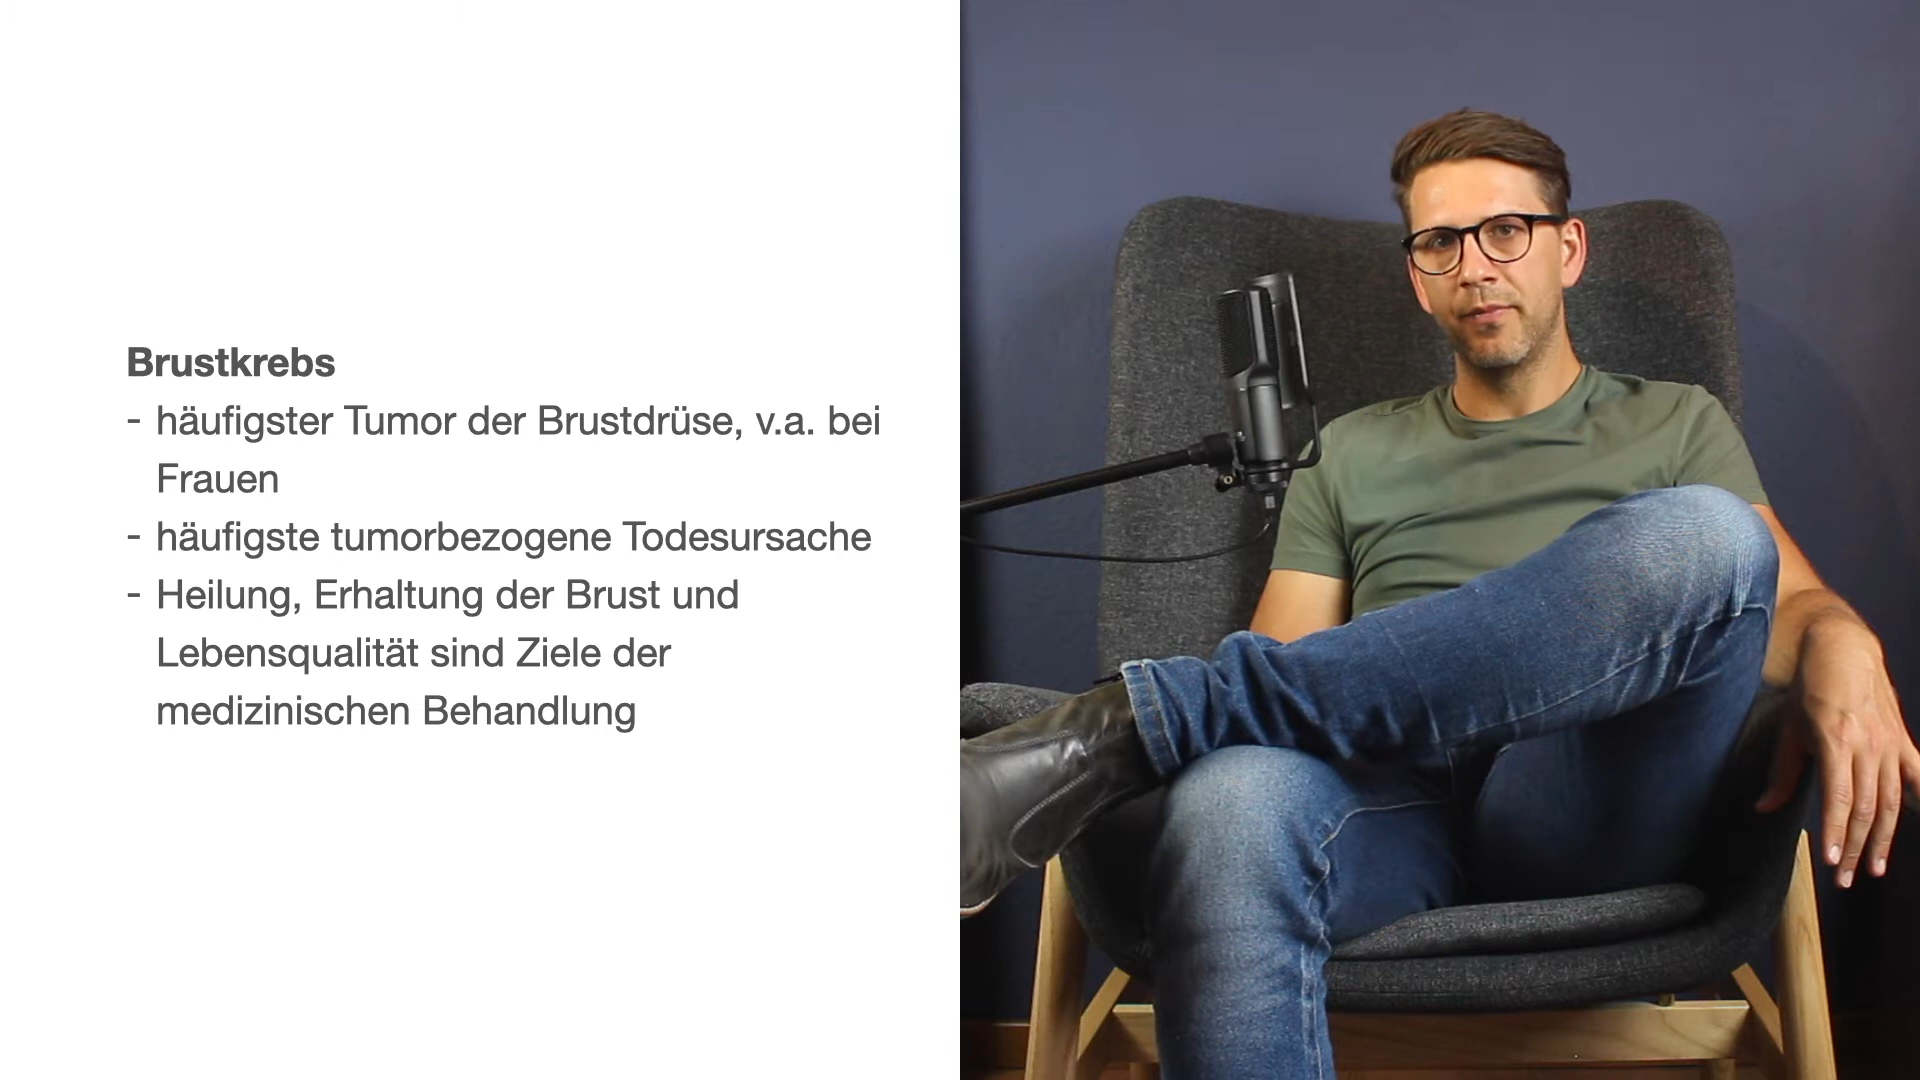 Brustkrebs
- häufigster Tumor der Brustdrüse, v.a. bei
Frauen
- häufigste tumorbezogene Todesursache
- Heilung, Erhaltung der Brust und
Lebensqualität sind Ziele der
medizinischen Behandlung